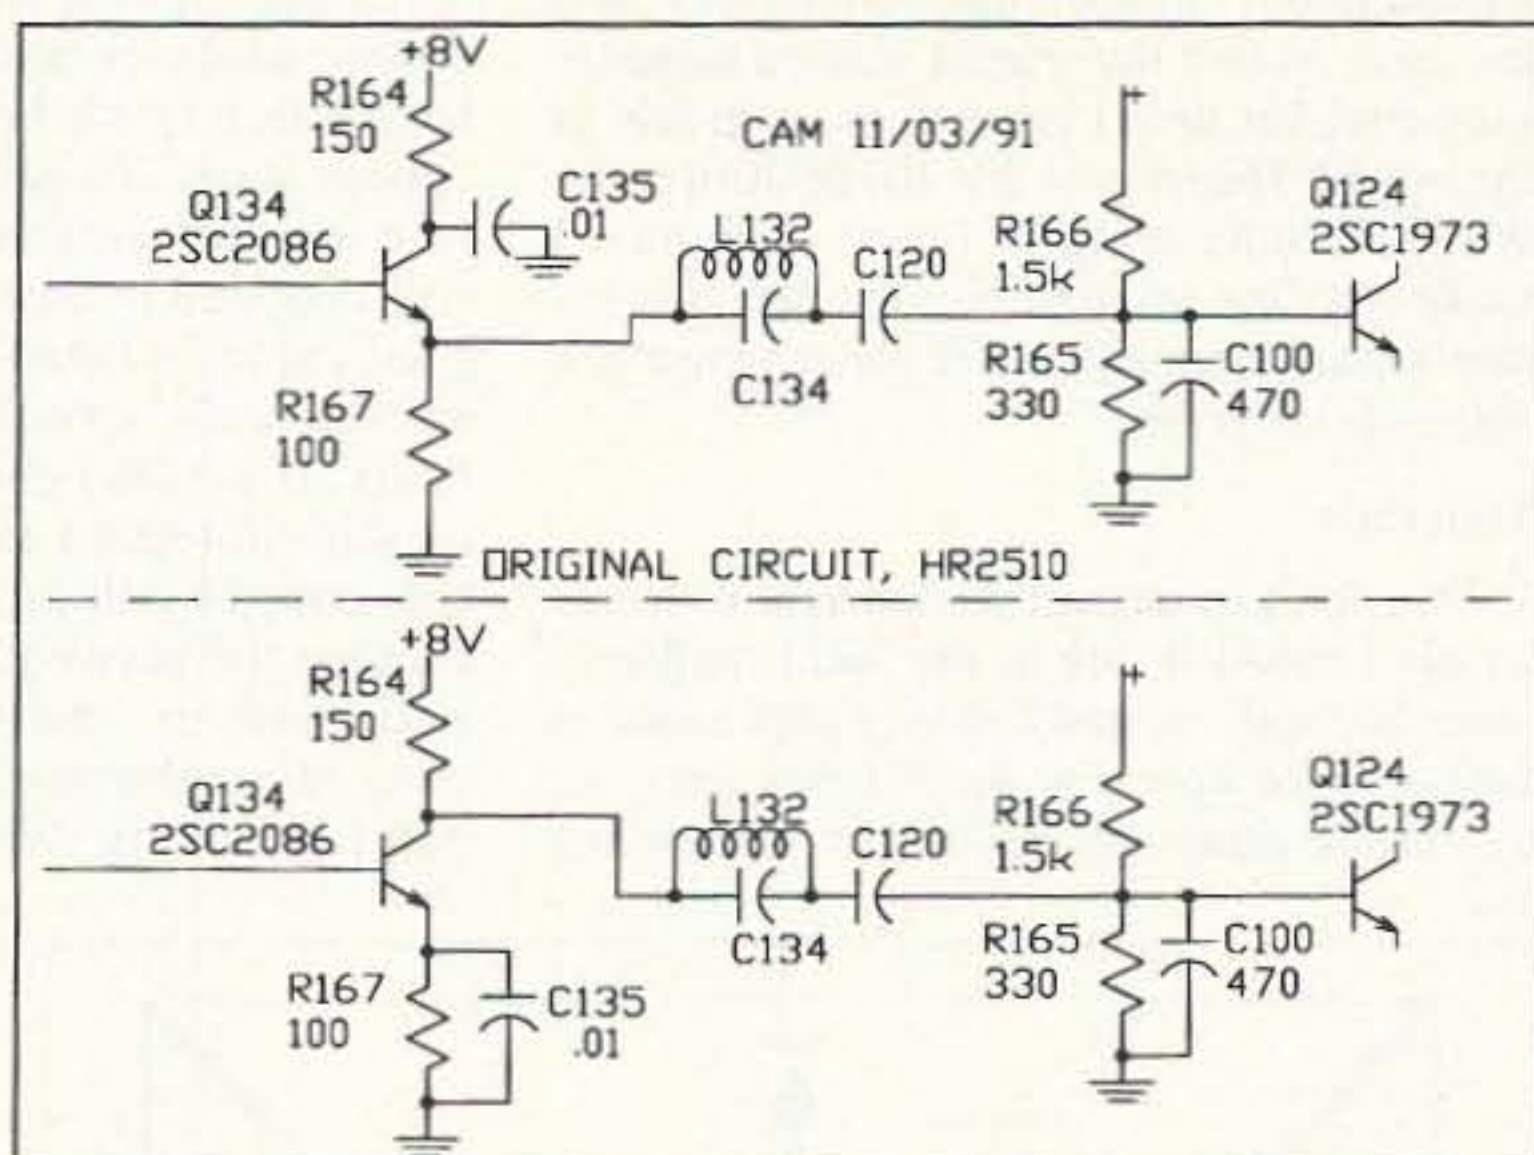 +8V
R164
150
CAM 11/03/91
+
C135
.01
Q134
2SC2086
L132
C120
R166
1.5k
Q124
2SC1973
C134
R165
330
C100
470
R167
100
ORIGINAL CIRCUIT, HR2510
+8V
R164
150
+
Q134
2SC2086
L132
C120
R166
1.5k
Q124
2SC1973
C134
R165
330
C100
470
R167
100
C135
.01